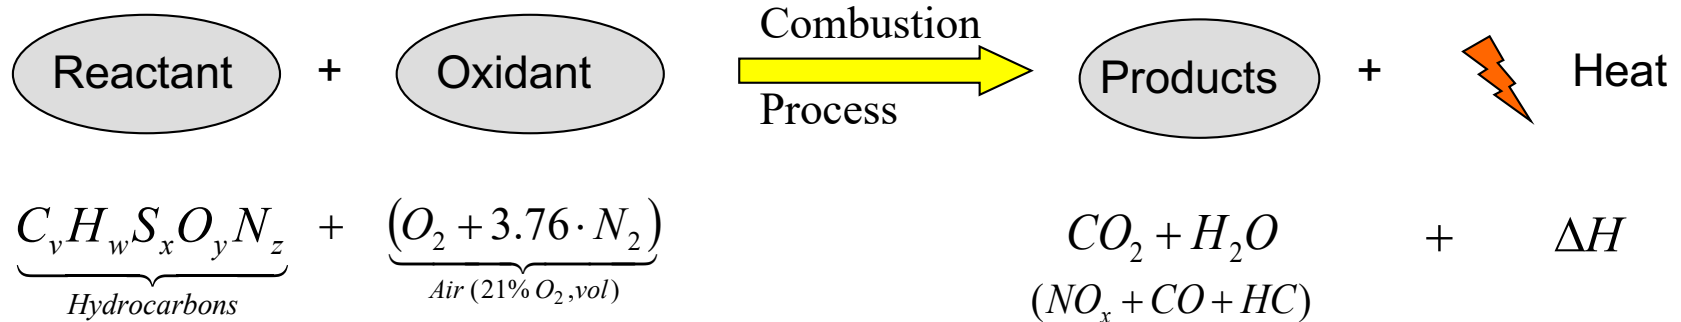 Combustion
Reactant + Oxidant Products + Heat
Process
C_vH_wS_xO_yN_z + (O_2 + 3.76 · N_2) CO_2 + H_2O + ΔH
Hydrocarbons Air (21% O_2, vol) (NO_x + CO + HC)